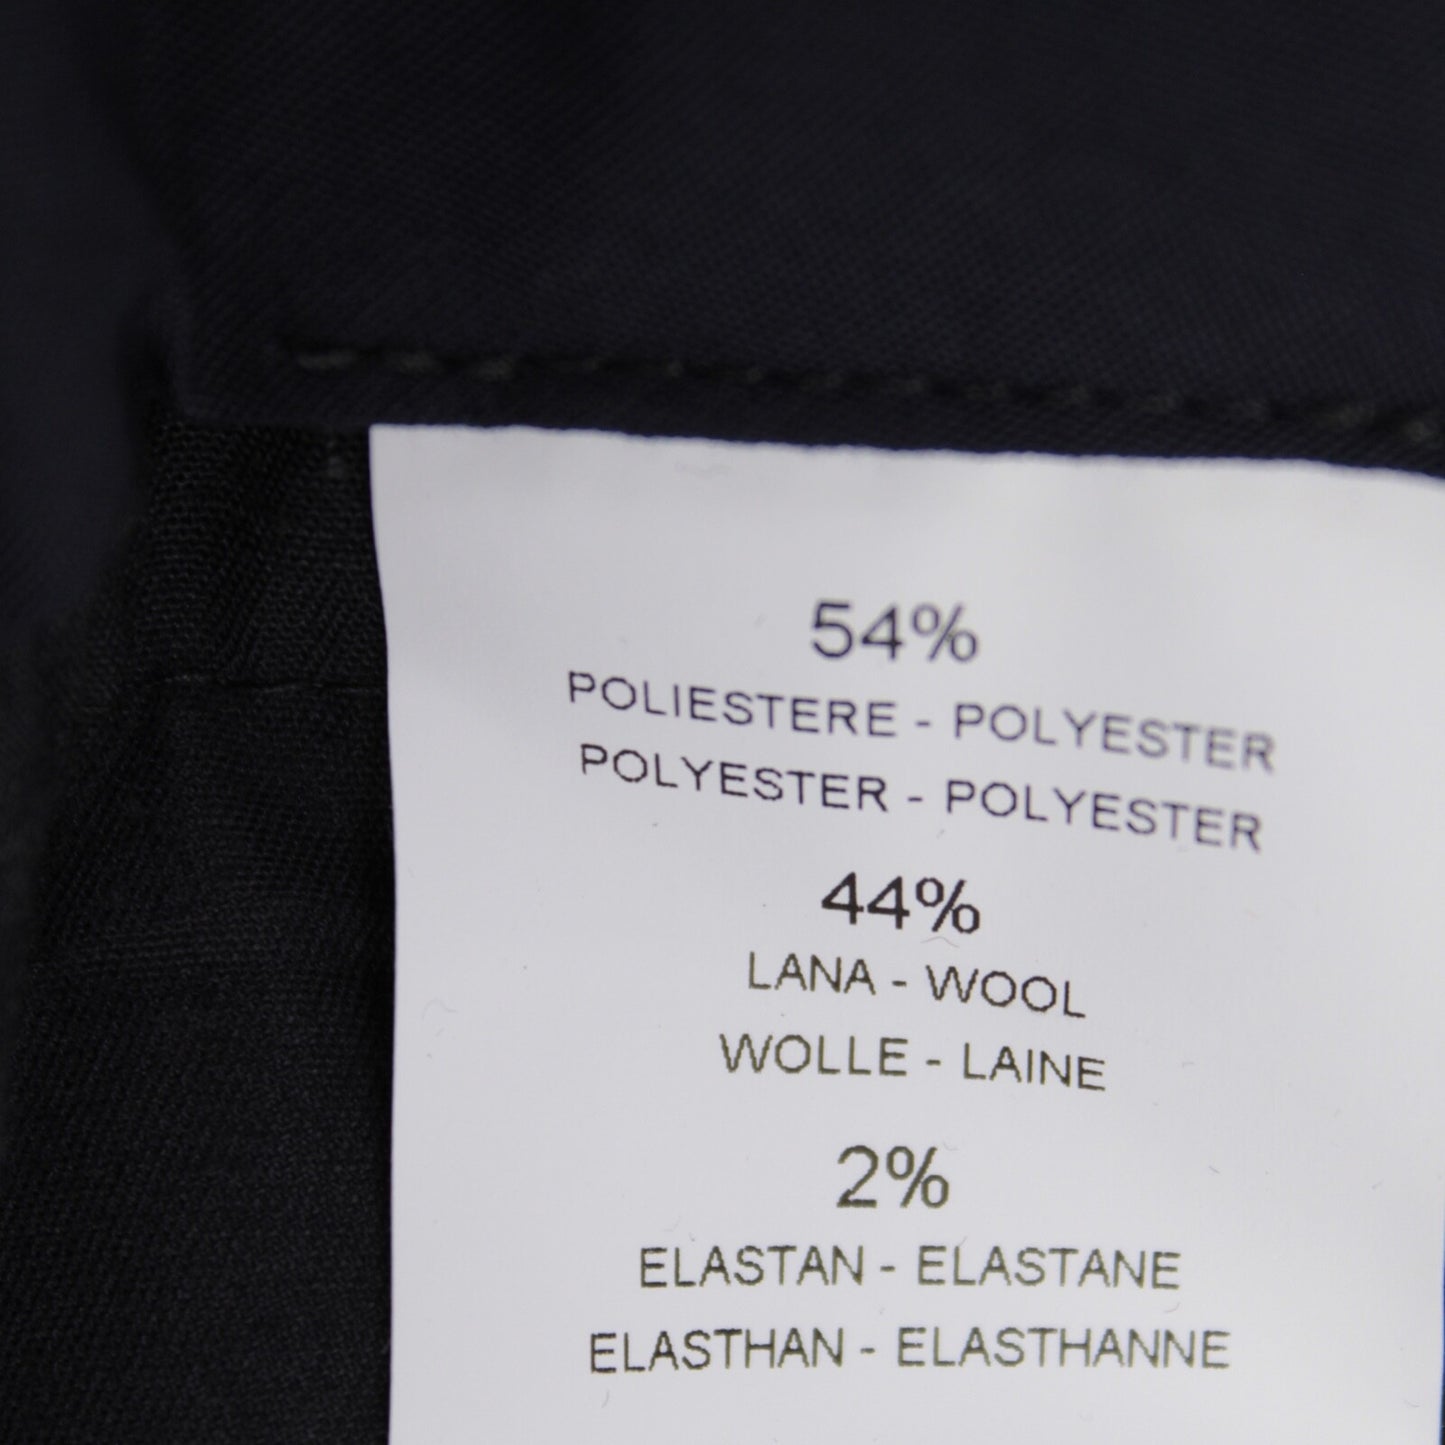 54%
POLIESTERE - POLYESTER
POLYESTER - POLYESTER
44%
LANA - WOOL
WOLLE - LAINE
2%
ELASTAN - ELASTANE
ELASTHAN - ELASTHANNE